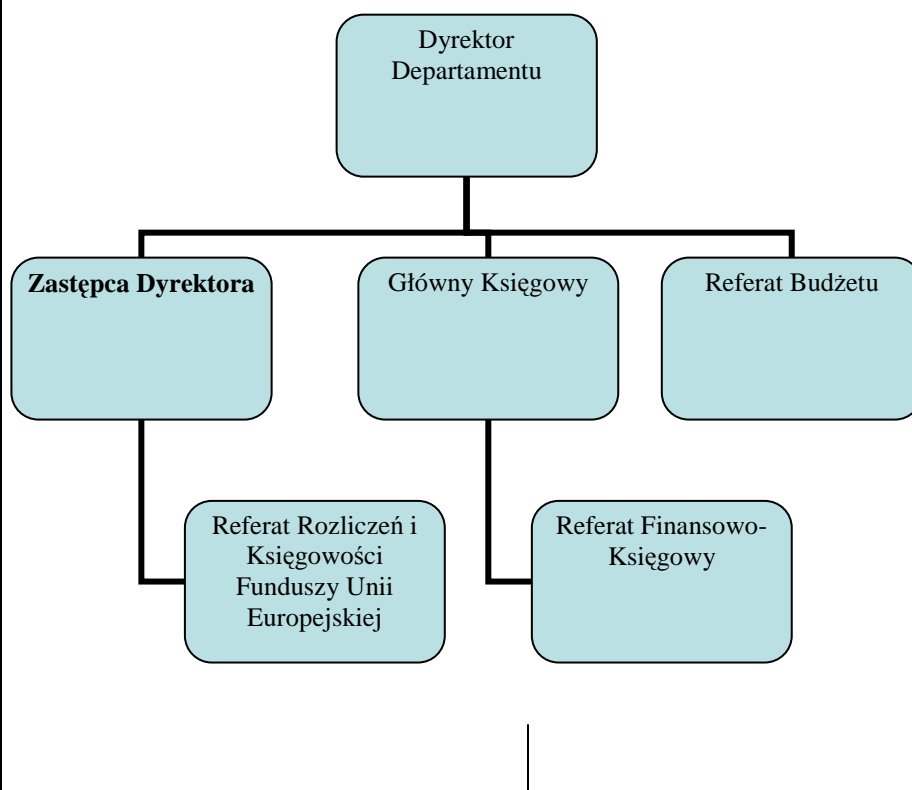 Dyrektor
Departamentu
Zastępca Dyrektora
Główny Księgowy
Referat Budżetu
Referat Rozliczeń i
Księgowości
Funduszy Unii
Europejskiej
Referat Finansowo-
Księgowy